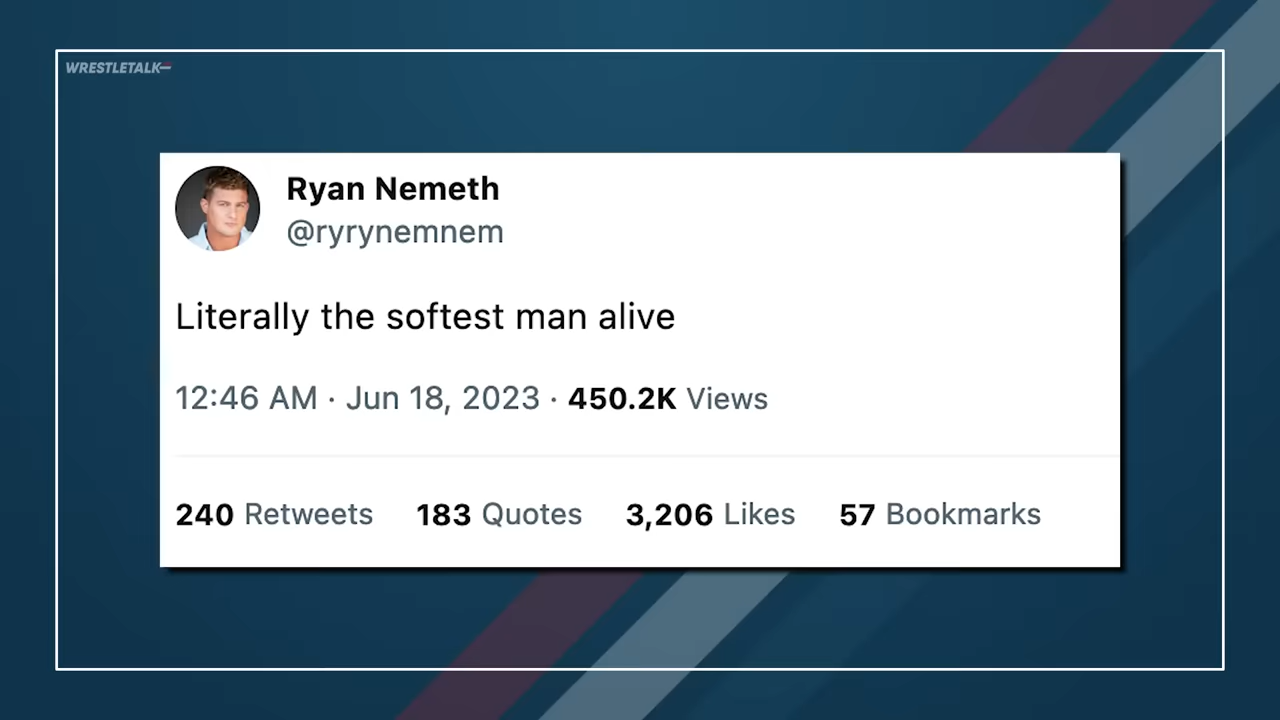 WRESTLETALK
Ryan Nemeth
@ryrynemnem
Literally the softest man alive
12:46 AM · Jun 18, 2023 · 450.2K Views
240 Retweets 183 Quotes 3,206 Likes 57 Bookmarks